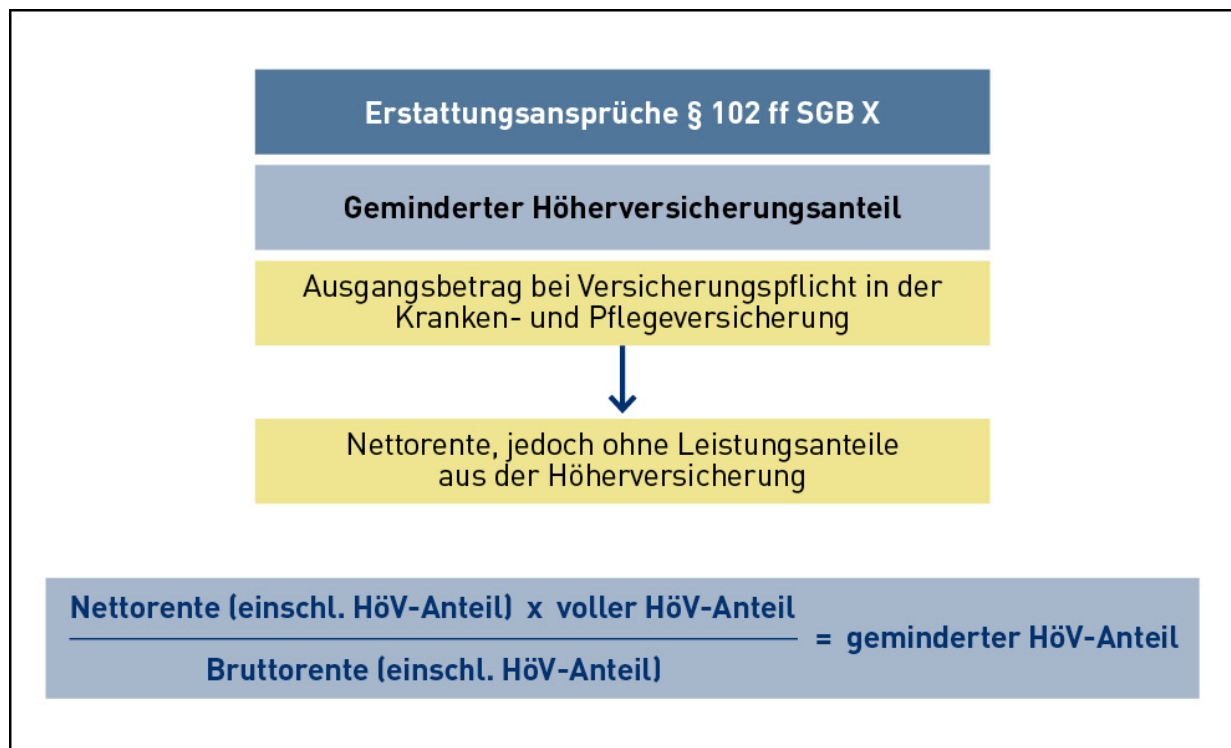 Erstattungsansprüche § 102 ff SGB X
Geminderter Höherversicherungsanteil
Ausgangsbetrag bei Versicherungspflicht in der
Kranken- und Pflegeversicherung
Nettorente, jedoch ohne Leistungsanteile
aus der Höherversicherung
Nettorente (einschl. HöV-Anteil) x voller HöV-Anteil
Bruttorente (einschl. HöV-Anteil)
= geminderter HöV-Anteil